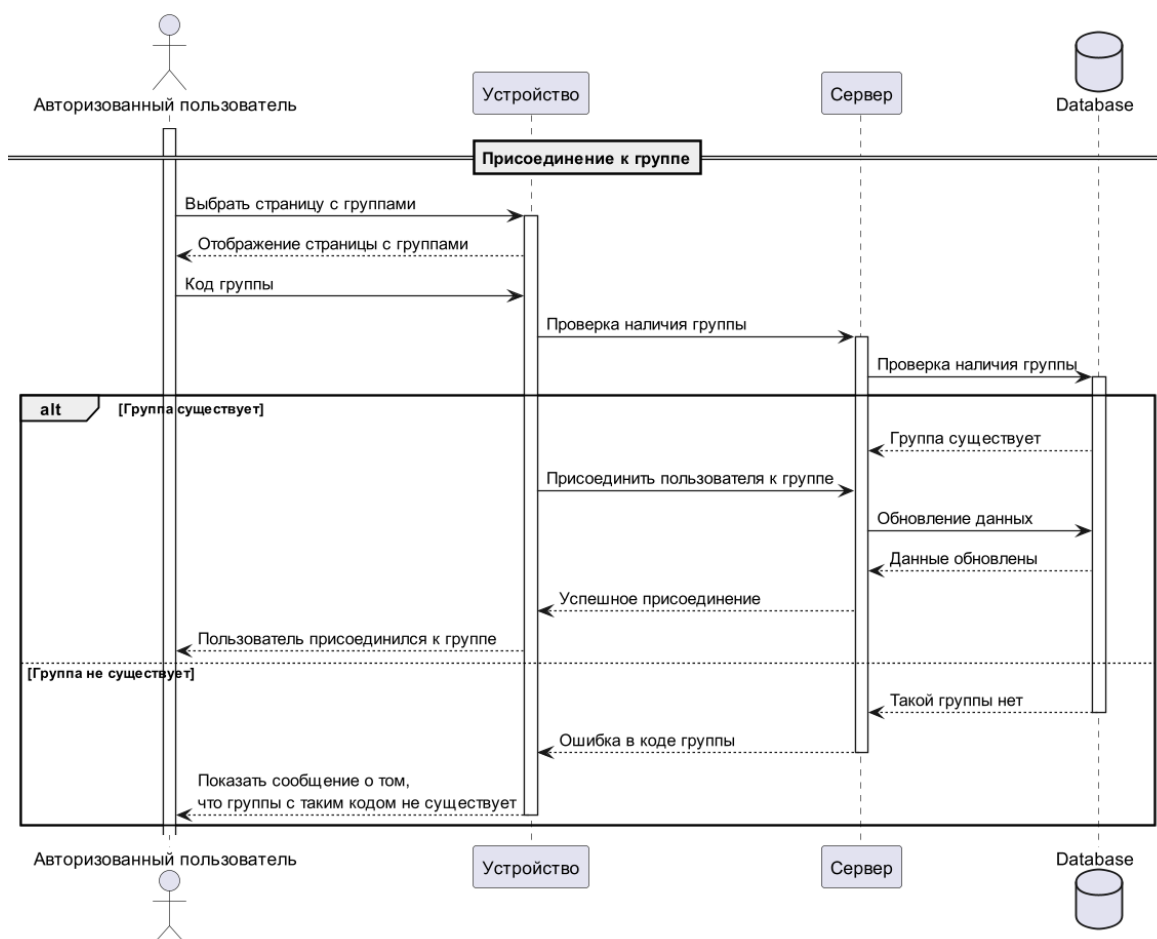 Авторизованный пользователь
Устройство
Сервер
Database
Присоединение к группе
Выбрать страницу с группами
Отображение страницы с группами
Код группы
Проверка наличия группы
Проверка наличия группы
alt
[Группа существует]
Группа существует
Присоединить пользователя к группе
Обновление данных
Данные обновлены
Успешное присоединение
Пользователь присоединился к группе
[Группа не существует]
Такой группы нет
Ошибка в коде группы
Показать сообщение о том,
что группы с таким кодом не существует
Авторизованный пользователь
Устройство
Сервер
Database